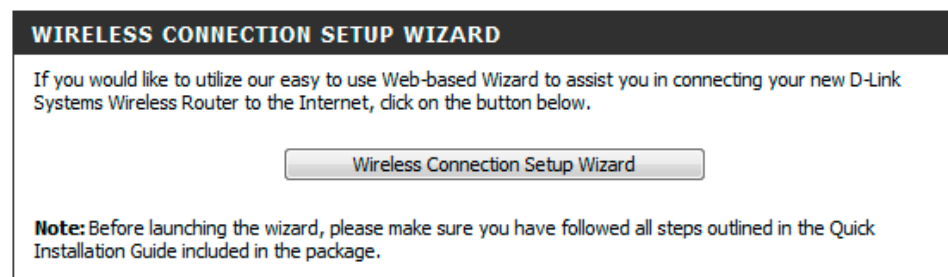 WIRELESS CONNECTION SETUP WIZARD
If you would like to utilize our easy to use Web-based Wizard to assist you in connecting your new D-Link
Systems Wireless Router to the Internet, click on the button below.
Wireless Connection Setup Wizard
Note: Before launching the wizard, please make sure you have followed all steps outlined in the Quick
Installation Guide included in the package.